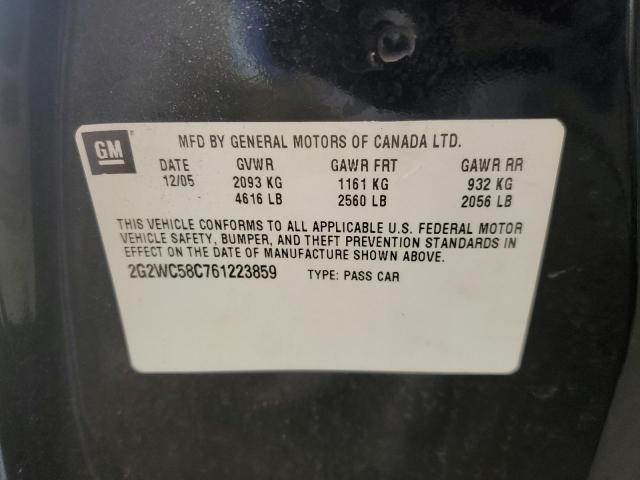 GM
MFD BY GENERAL MOTORS OF CANADA LTD.
DATE GVWR GAWR FRT GAWR RR
12/05 2093 KG 1161 KG 932 KG
4616 LB 2560 LB 2056 LB
THIS VEHICLE CONFORMS TO ALL APPLICABLE U.S. FEDERAL MOTOR
VEHICLE SAFETY, BUMPER, AND THEFT PREVENTION STANDARDS IN
EFFECT ON THE DATE OF MANUFACTURE SHOWN ABOVE.
2G2WC58C761223859 TYPE: PASS CAR